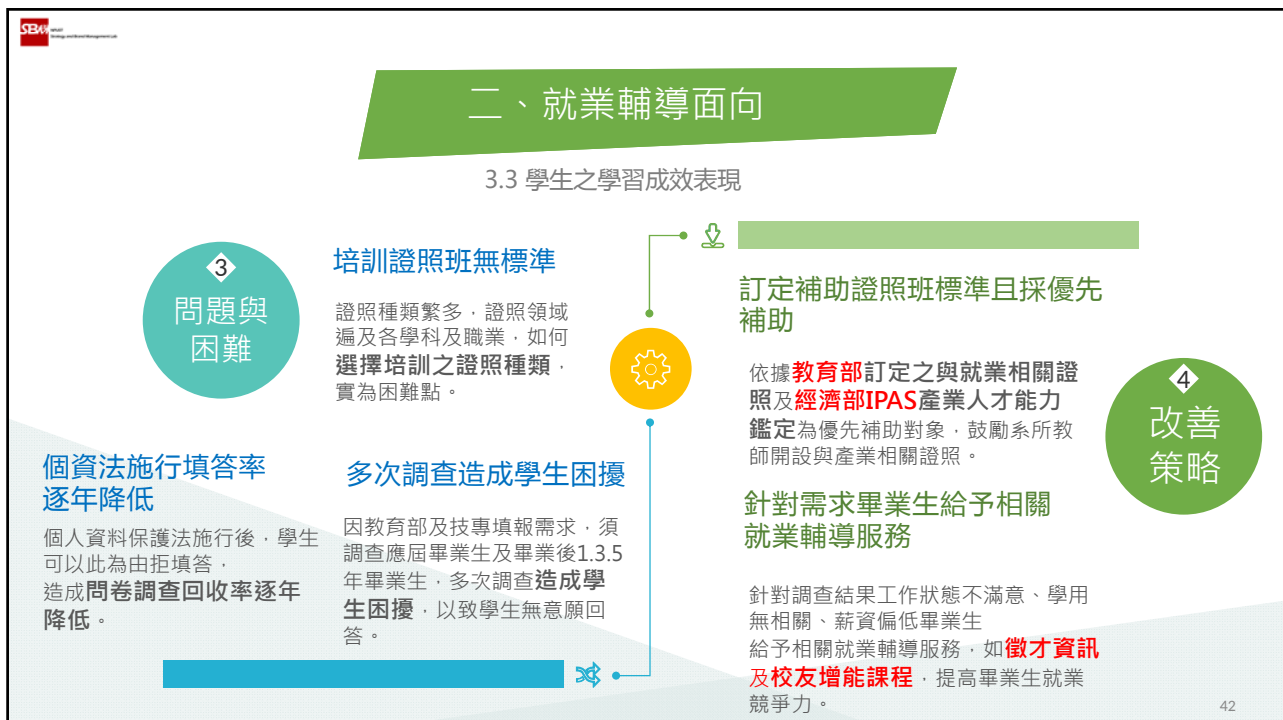 SBM NPUST
Strategy and Brand Management Lab
二、就業輔導面向
3.3 學生之學習成效表現
3
問題與
困難
培訓證照班無標準
證照種類繁多，證照領域
遍及各學科及職業，如何
選擇培訓之證照種類，
實為困難點。
個資法施行填答率
逐年降低
個人資料保護法施行後，學生
可以此為由拒填答，
造成問卷調查回收率逐年
降低。
多次調查造成學生困擾
因教育部及技專填報需求，須
調查應屆畢業生及畢業後1.3.5
年畢業生，多次調查造成學
生困擾，以致學生無意願回
答。
訂定補助證照班標準且採優先
補助
依據教育部訂定之與就業相關證
照及經濟部IPAS產業人才能力
鑑定為優先補助對象，鼓勵系所教
師開設與產業相關證照。
4
改善
策略
針對需求畢業生給予相關
就業輔導服務
針對調查結果工作狀態不滿意、學用
無相關、薪資偏低畢業生
給予相關就業輔導服務，如徵才資訊
及校友增能課程，提高畢業生就業
競爭力。
42